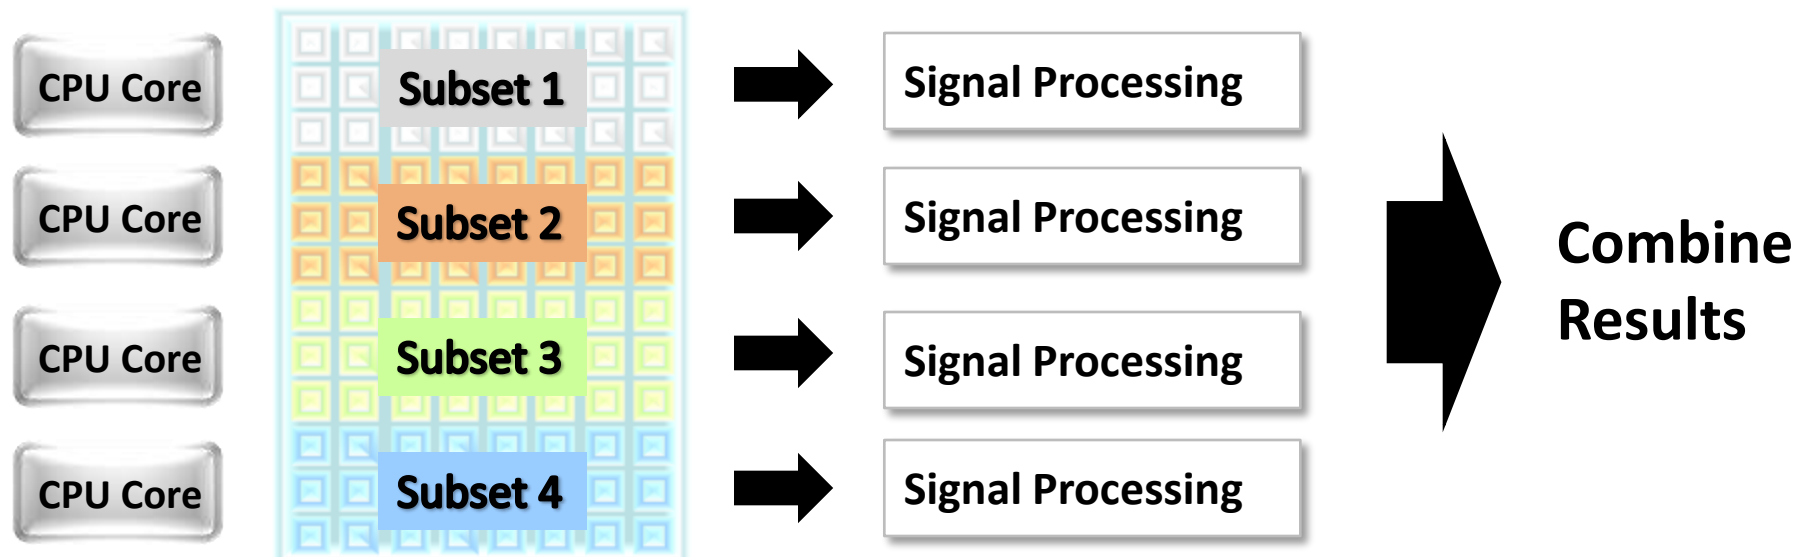 CPU Core
Subset 1
Signal Processing
CPU Core
Subset 2
Signal Processing
CPU Core
Subset 3
Signal Processing
CPU Core
Subset 4
Signal Processing
Combine
Results